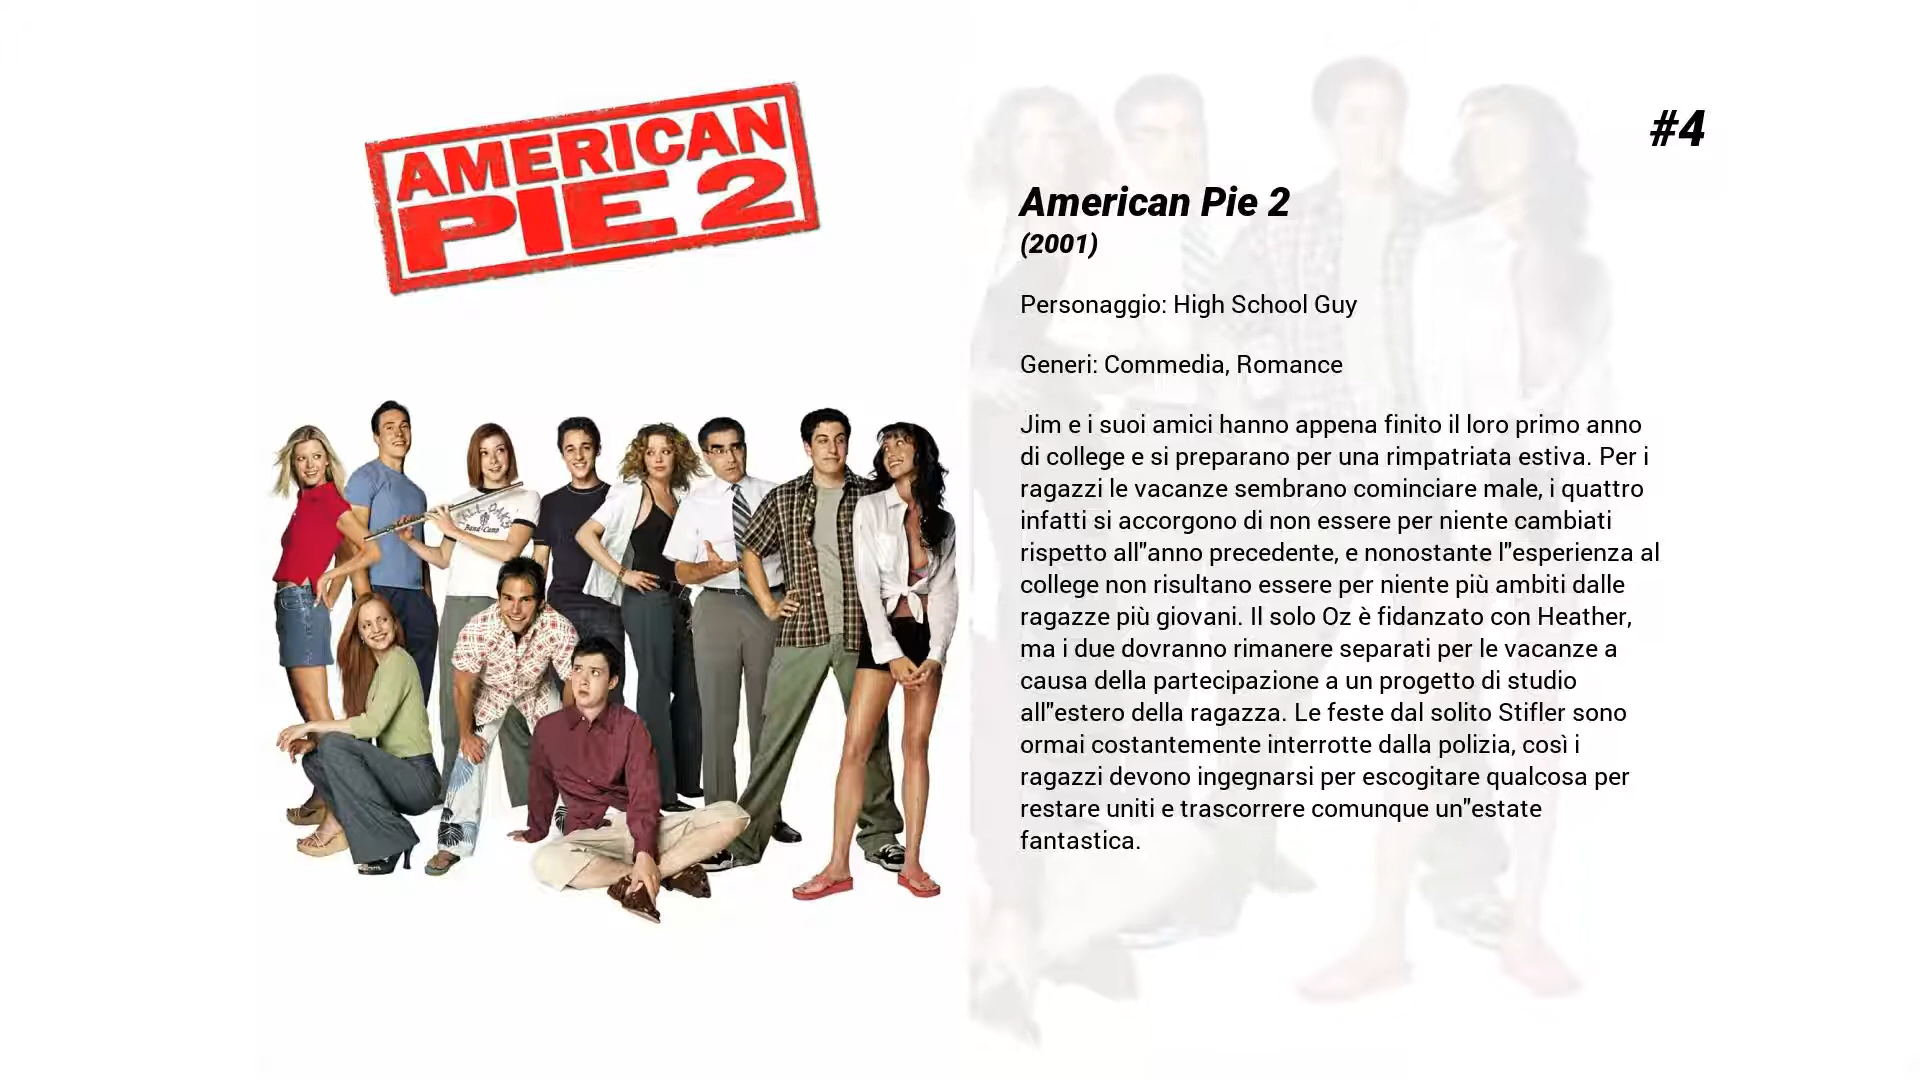 AMERICAN
PIE 2
#4
American Pie 2
(2001)
Personaggio: High School Guy
Generi: Commedia, Romance
Jim e i suoi amici hanno appena finito il loro primo anno
di college e si preparano per una rimpatriata estiva. Per i
ragazzi le vacanze sembrano cominciare male, i quattro
infatti si accorgono di non essere per niente cambiati
rispetto all"anno precedente, e nonostante l"esperienza al
college non risultano essere per niente più ambiti dalle
ragazze più giovani. Il solo Oz è fidanzato con Heather,
ma i due dovranno rimanere separati per le vacanze a
causa della partecipazione a un progetto di studio
all"estero della ragazza. Le feste dal solito Stifler sono
ormai costantemente interrotte dalla polizia, così i
ragazzi devono ingegnarsi per escogitare qualcosa per
restare uniti e trascorrere comunque un"estate
fantastica.
Band Camp